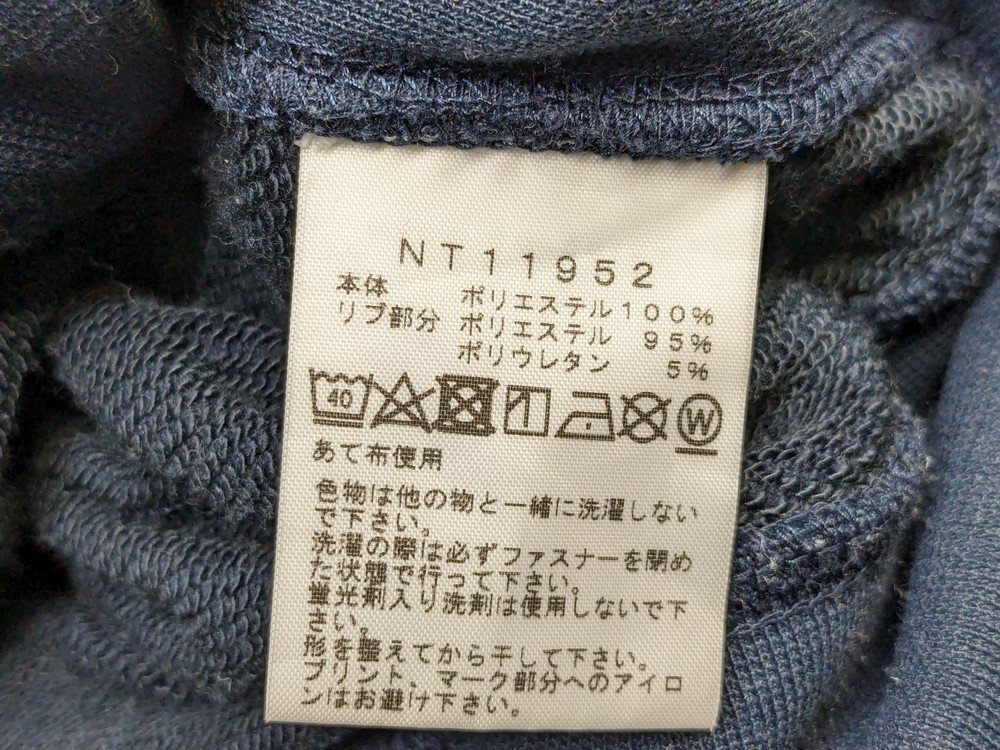 NT11952
本体 ポリエステル100%
リブ部分 ポリエステル 95%
ポリウレタン 5%
40 W
あて布使用
色物は他の物と一緒に洗濯しない
で下さい。
洗濯の際は必ずファスナーを閉め
た状態で行って下さい。
蛍光剤入り洗剤は使用しないで下
さい。
形を整えてから干して下さい。
プリント、マーク部分へのアイロ
ンはお避け下さい。